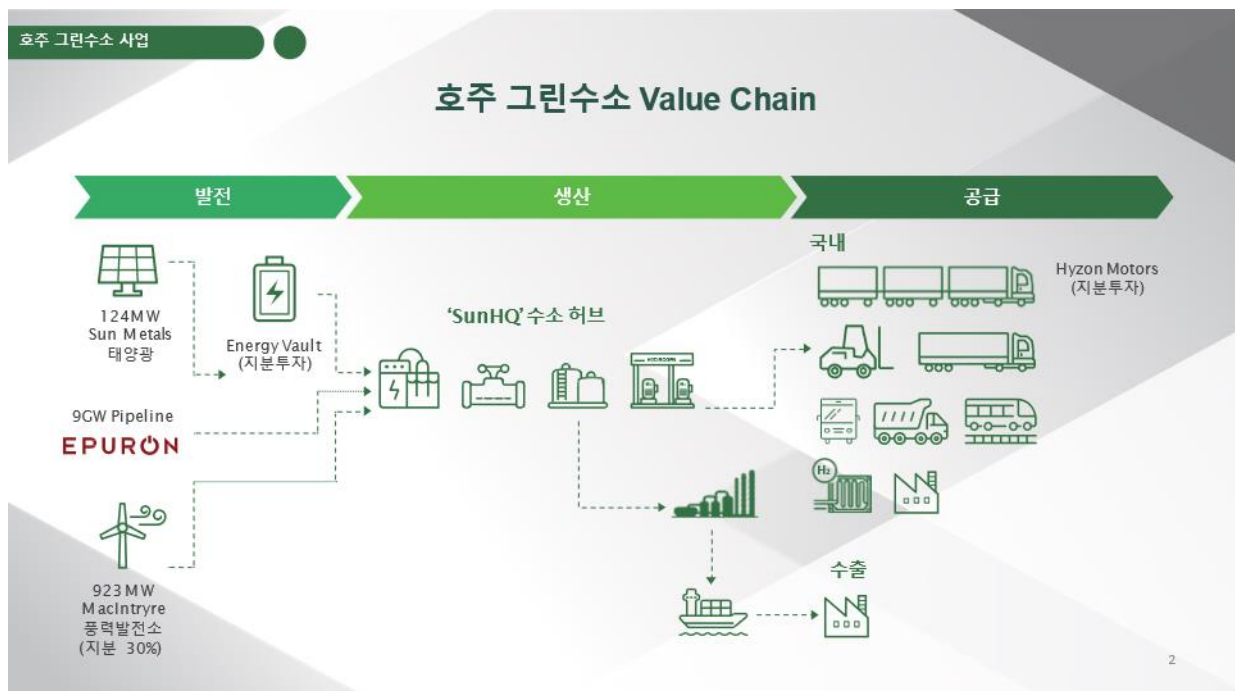 호주 그린수소 사업
호주 그린수소 Value Chain
발전
생산
공급
124MW
Sun Metals
태양광
Energy Vault
(지분투자)
9GW Pipeline
EPURON
923MW
MacIntryre
풍력발전소
(지분 30%)
‘SunHQ’ 수소 허브
국내
Hyzon Motors
(지분투자)
H₂
수출
2